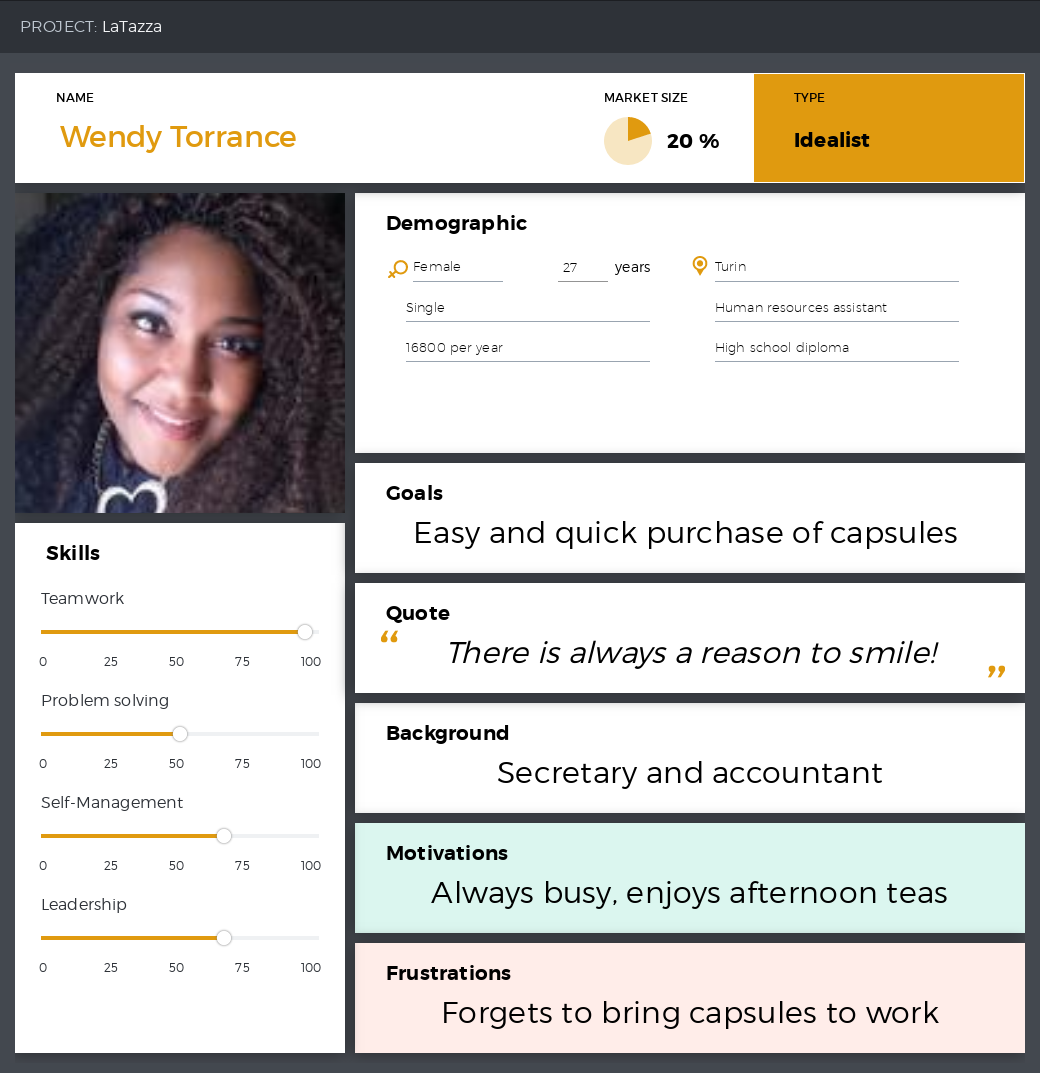 PROJECT: LaTazza
NAME
Wendy Torrance
MARKET SIZE
20 %
TYPE
Idealist
Demographic
Female 27 years
Turin
Single
Human resources assistant
16800 per year
High school diploma
Goals
Easy and quick purchase of capsules
Quote
“
There is always a reason to smile!
”
Background
Secretary and accountant
Motivations
Always busy, enjoys afternoon teas
Frustrations
Forgets to bring capsules to work
Skills
Teamwork
0 25 50 75 100
Problem solving
0 25 50 75 100
Self-Management
0 25 50 75 100
Leadership
0 25 50 75 100